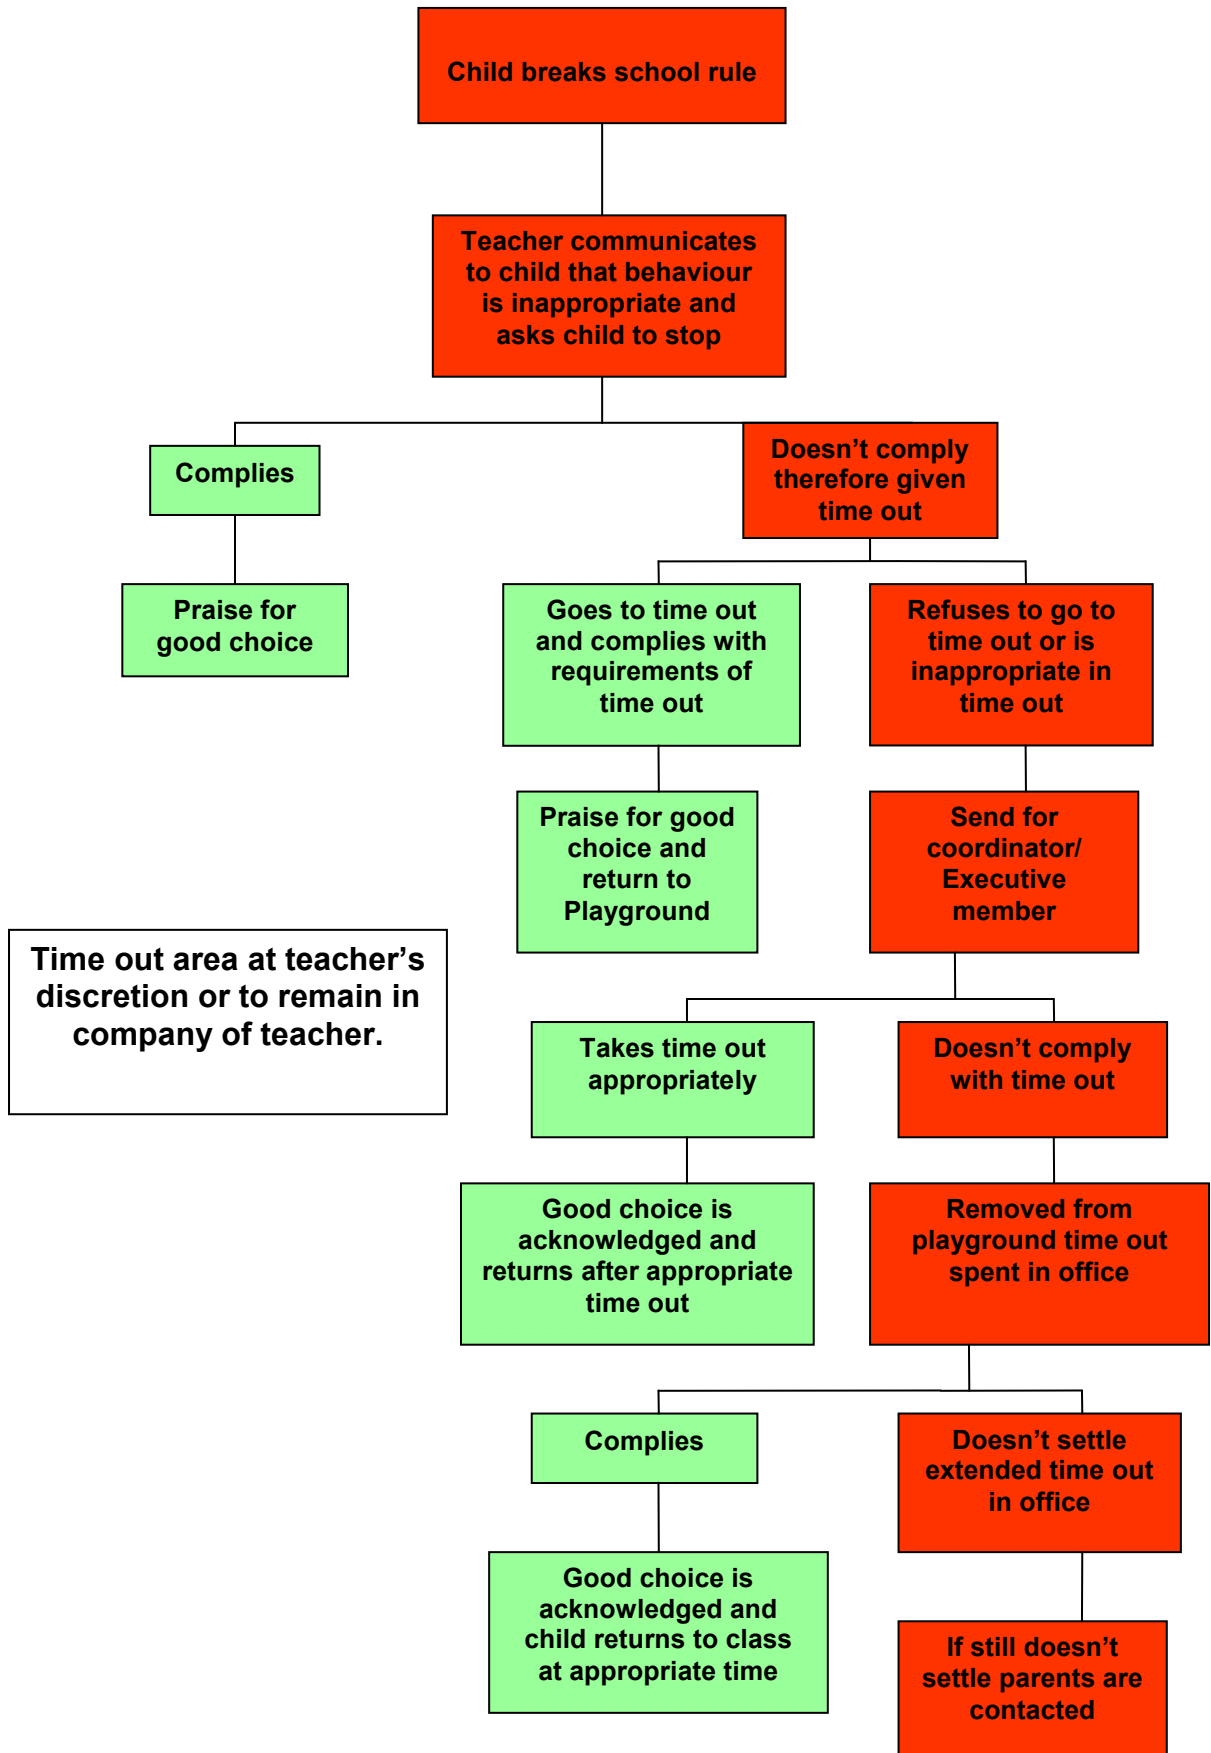 Child breaks school rule
Teacher communicates
to child that behaviour
is inappropriate and
asks child to stop
Complies
Doesn’t comply
therefore given
time out
Praise for
good choice
Goes to time out
and complies with
requirements of
time out
Refuses to go to
time out or is
inappropriate in
time out
Praise for good
choice and
return to
Playground
Send for
coordinator/
Executive
member
Time out area at teacher’s
discretion or to remain in
company of teacher.
Takes time out
appropriately
Doesn’t comply
with time out
Good choice is
acknowledged and
returns after appropriate
time out
Removed from
playground time out
spent in office
Complies
Doesn’t settle
extended time out
in office
Good choice is
acknowledged and
child returns to class
at appropriate time
If still doesn’t
settle parents are
contacted